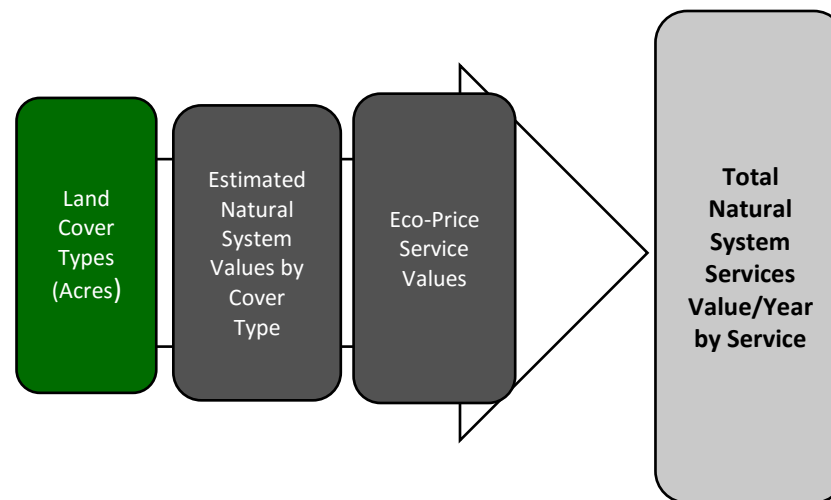 Land
Cover
Types
(Acres)
Estimated
Natural
System
Values by
Cover
Type
Eco-Price
Service
Values
Total
Natural
System
Services
Value/Year
by Service